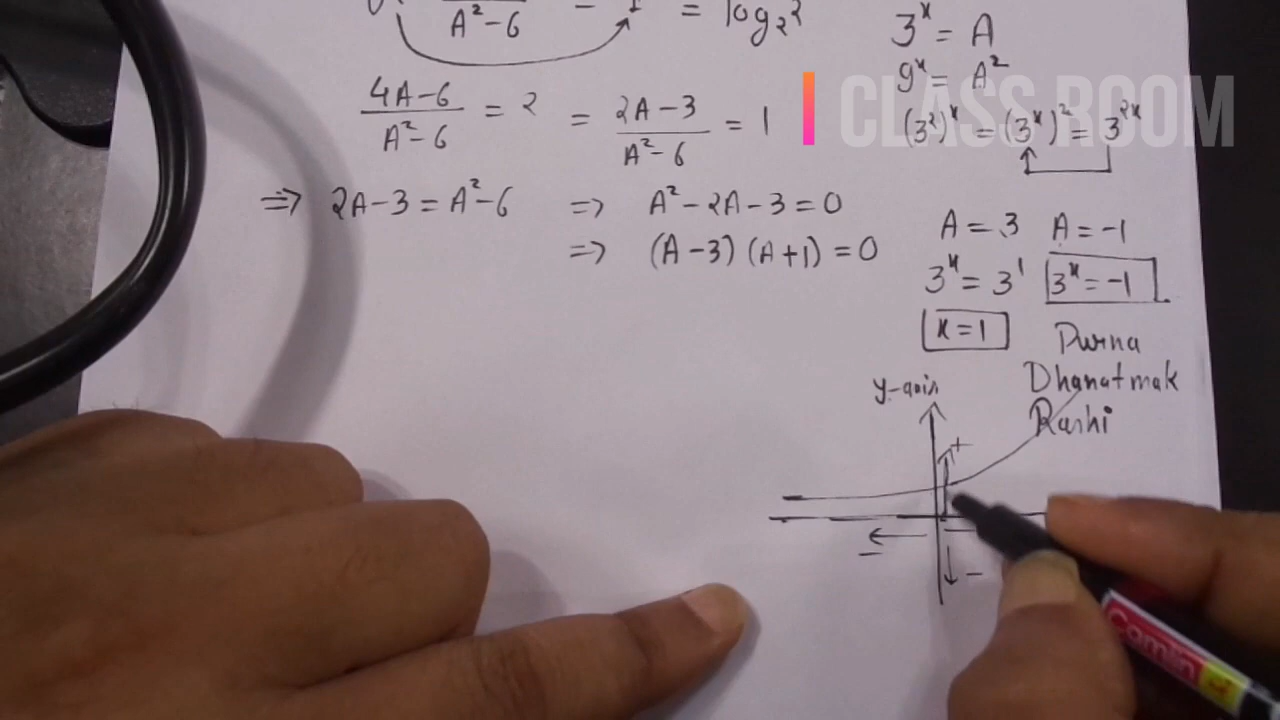 A²-6 - = log₂2
4A-6/A²-6 = 2 = 2A-3/A²-6 = 1
=> 2A-3 = A²-6 => A²-2A-3=0
=> (A-3) (A+1) = 0
3ˣ = A
9ˣ = A²
(3²)ˣ = (3ˣ)² = 3²ˣ
CLASS ROOM
A = 3 A = -1
3ˣ = 3¹ 3ˣ = -1
x = 1
Purna
Dhanatmak
Rashi
y-axis
+
-
-
Camlin